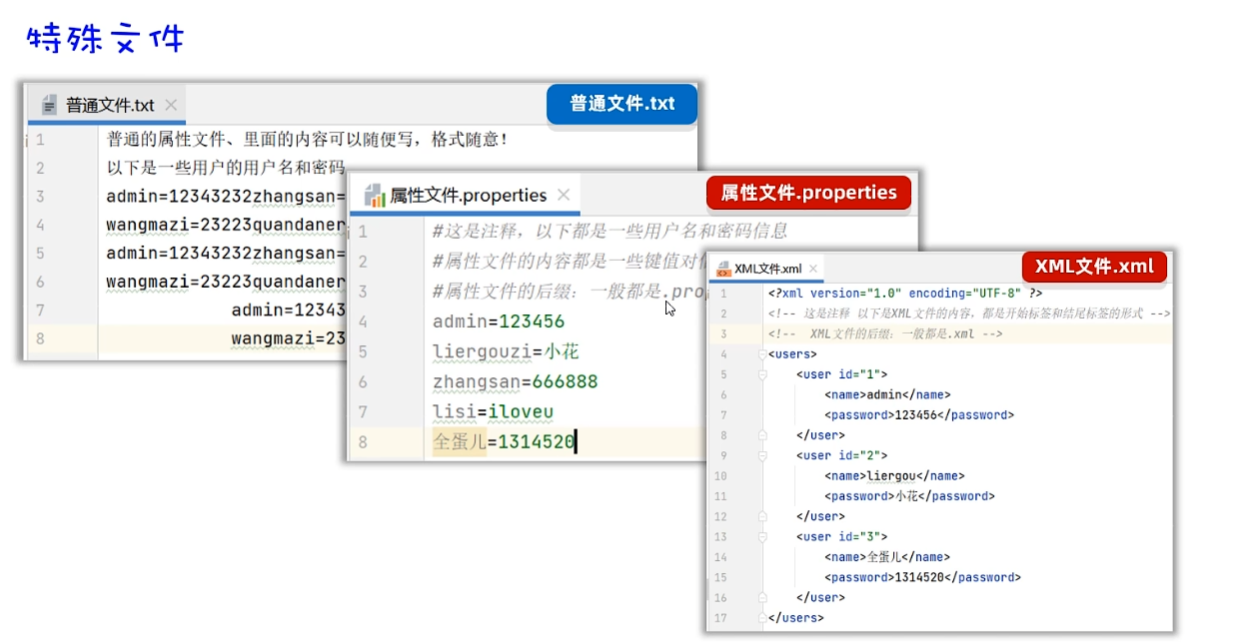 特殊文件
普通文件.txt
普通文件.txt
1 普通的属性文件、里面的内容可以随便写，格式随意！
2 以下是一些用户的用户名和密码
3 admin=12343232zhangsan=
4 wangmazi=23223quandaner
5 admin=12343232zhangsan=
6 wangmazi=23223quandaner
7 admin=12343
8 wangmazi=23
属性文件.properties
属性文件.properties
1 #这是注释，以下都是一些用户名和密码信息
2 #属性文件的内容都是一些键值对
3 #属性文件的后缀：一般都是.pro
4 admin=123456
5 liergouzi=小花
6 zhangsan=666888
7 lisi=iloveu
8 全蛋儿=1314520
XML文件.xml
XML文件.xml
1 <?xml version="1.0" encoding="UTF-8" ?>
2 <!-- 这是注释 以下是XML文件的内容，都是开始标签和结尾标签的形式 -->
3 <!-- XML文件的后缀：一般都是.xml -->
4 <users>
5 <user id="1">
6 <name>admin</name>
7 <password>123456</password>
8 </user>
9 <user id="2">
10 <name>liergou</name>
11 <password>小花</password>
12 </user>
13 <user id="3">
14 <name>全蛋儿</name>
15 <password>1314520</password>
16 </user>
17 </users>